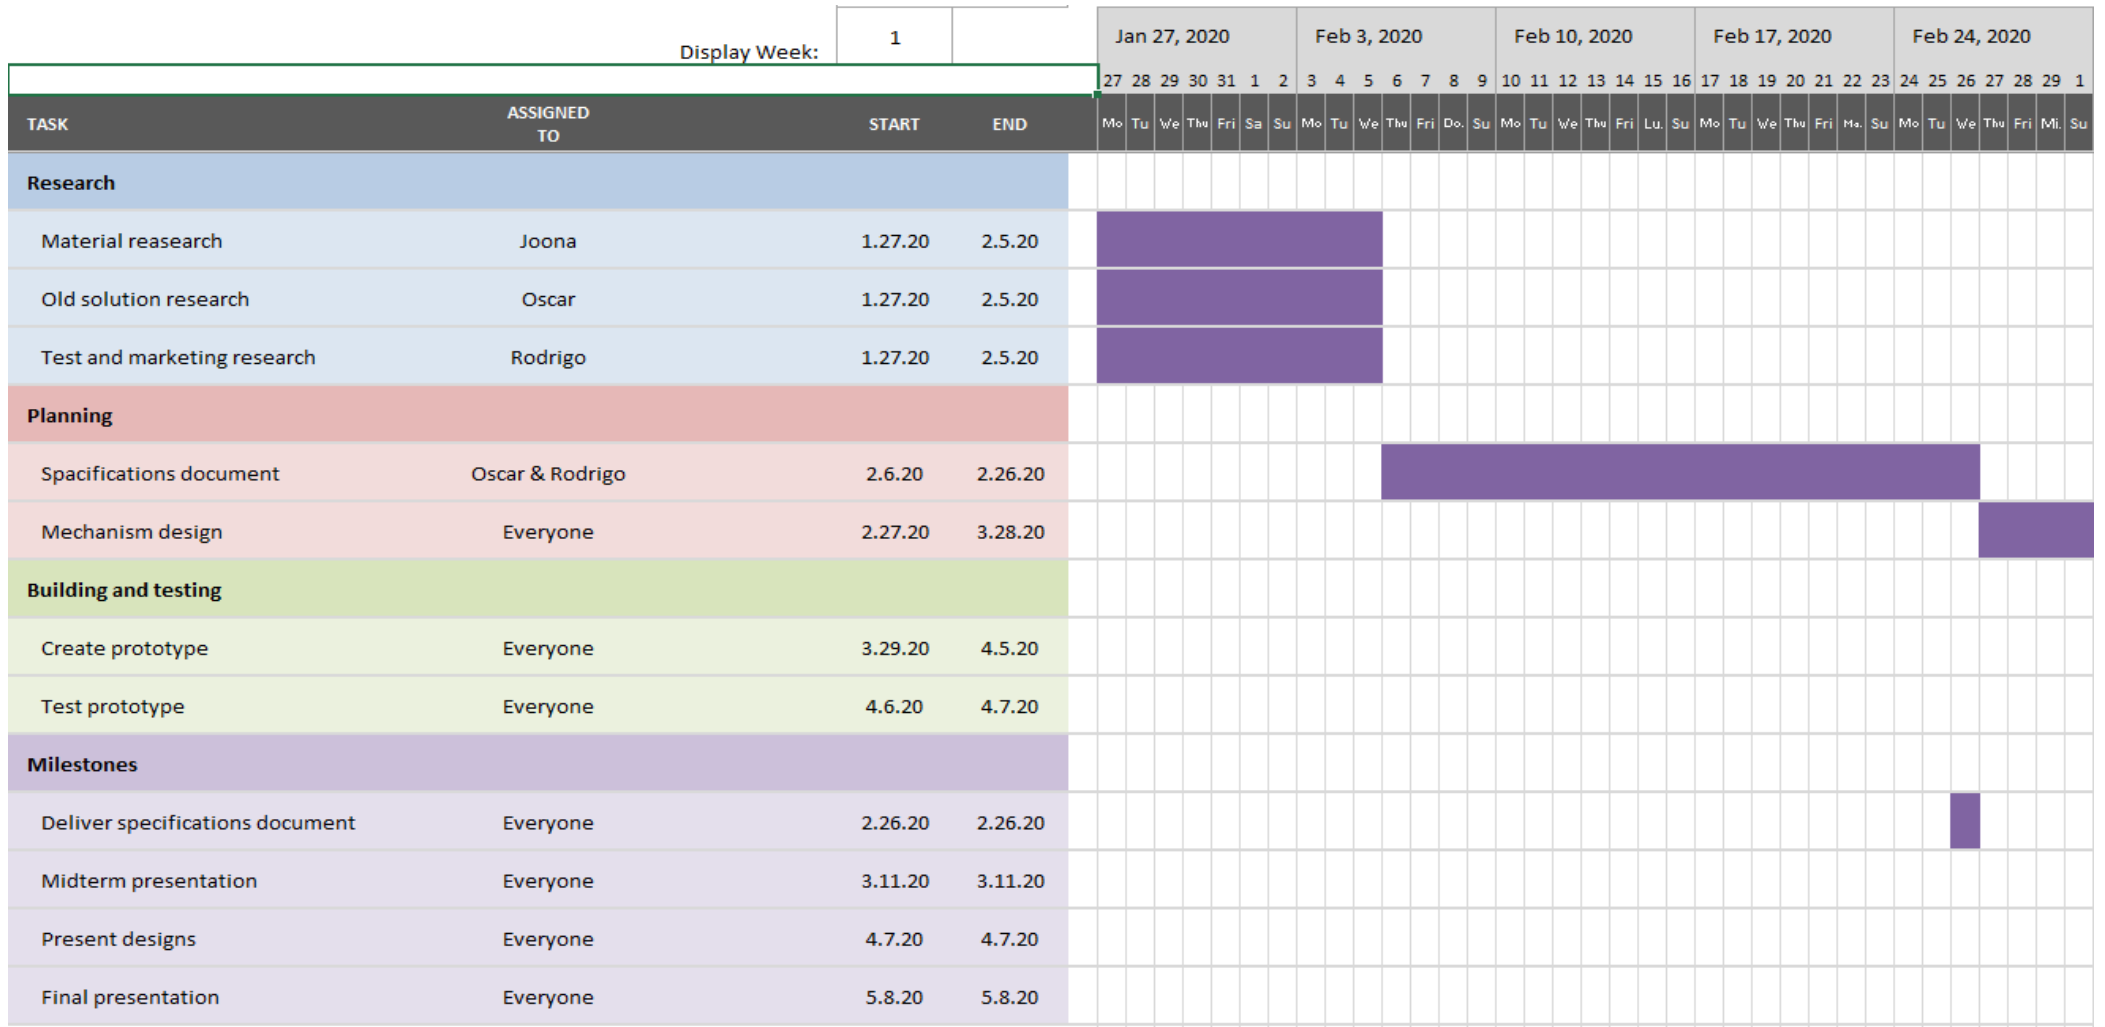 Display Week: 1
Jan 27, 2020 Feb 3, 2020 Feb 10, 2020 Feb 17, 2020 Feb 24, 2020
27 28 29 30 31 1 2 3 4 5 6 7 8 9 10 11 12 13 14 15 16 17 18 19 20 21 22 23 24 25 26 27 28 29 1
TASK ASSIGNED TO START END Mo Tu We Thu Fri Sa Su Mo Tu We Thu Fri Do. Su Mo Tu We Thu Fri Lu. Su Mo Tu We Thu Fri Ma. Su Mo Tu We Thu Fri Mi. Su
Research
Material reasearch Joona 1.27.20 2.5.20
Old solution research Oscar 1.27.20 2.5.20
Test and marketing research Rodrigo 1.27.20 2.5.20
Planning
Spacifications document Oscar & Rodrigo 2.6.20 2.26.20
Mechanism design Everyone 2.27.20 3.28.20
Building and testing
Create prototype Everyone 3.29.20 4.5.20
Test prototype Everyone 4.6.20 4.7.20
Milestones
Deliver specifications document Everyone 2.26.20 2.26.20
Midterm presentation Everyone 3.11.20 3.11.20
Present designs Everyone 4.7.20 4.7.20
Final presentation Everyone 5.8.20 5.8.20